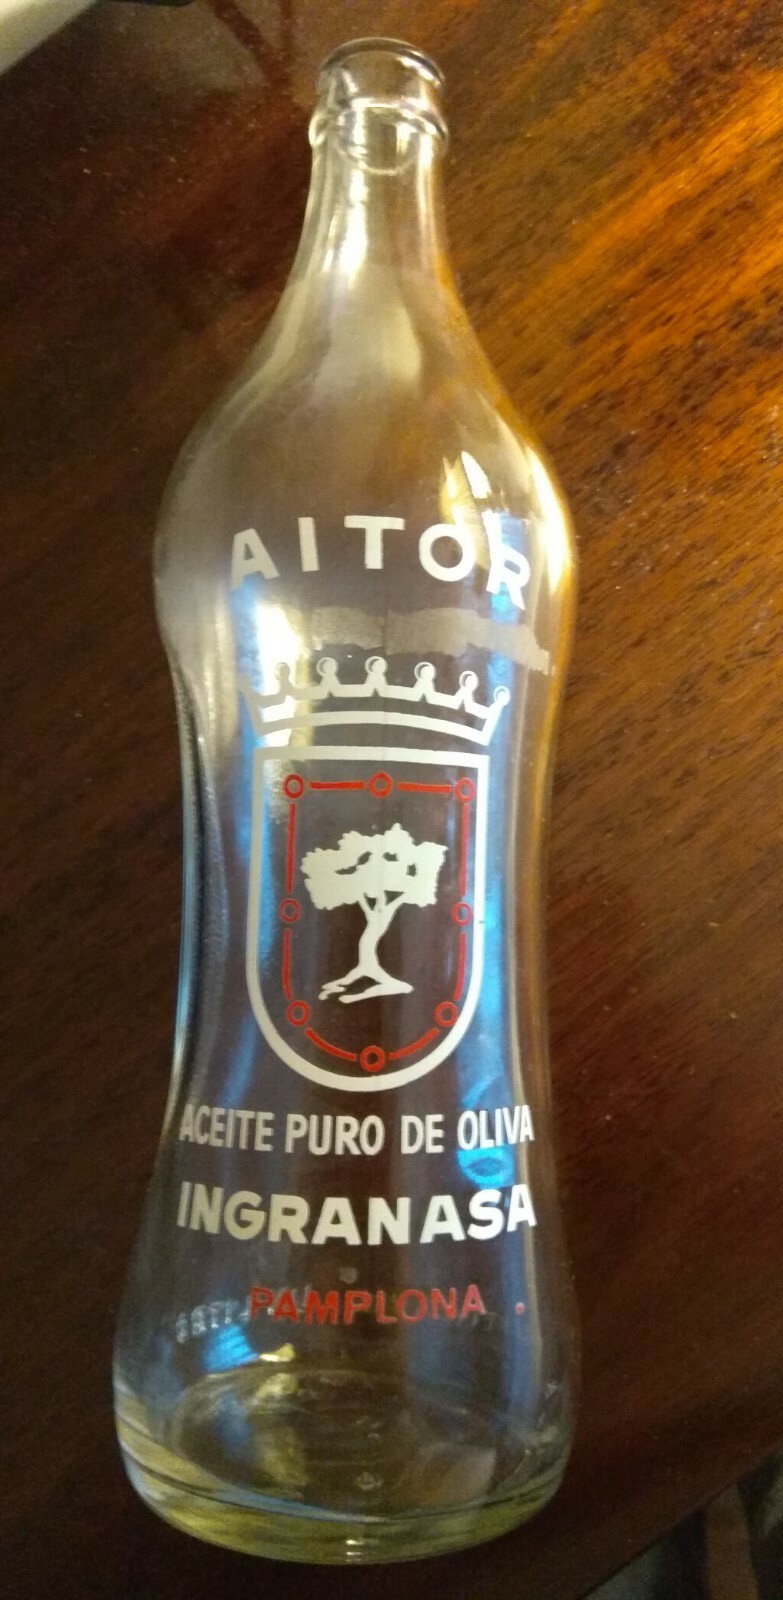 AITOR
ACEITE PURO DE OLIVA
INGRANASA
PAMPLONA.